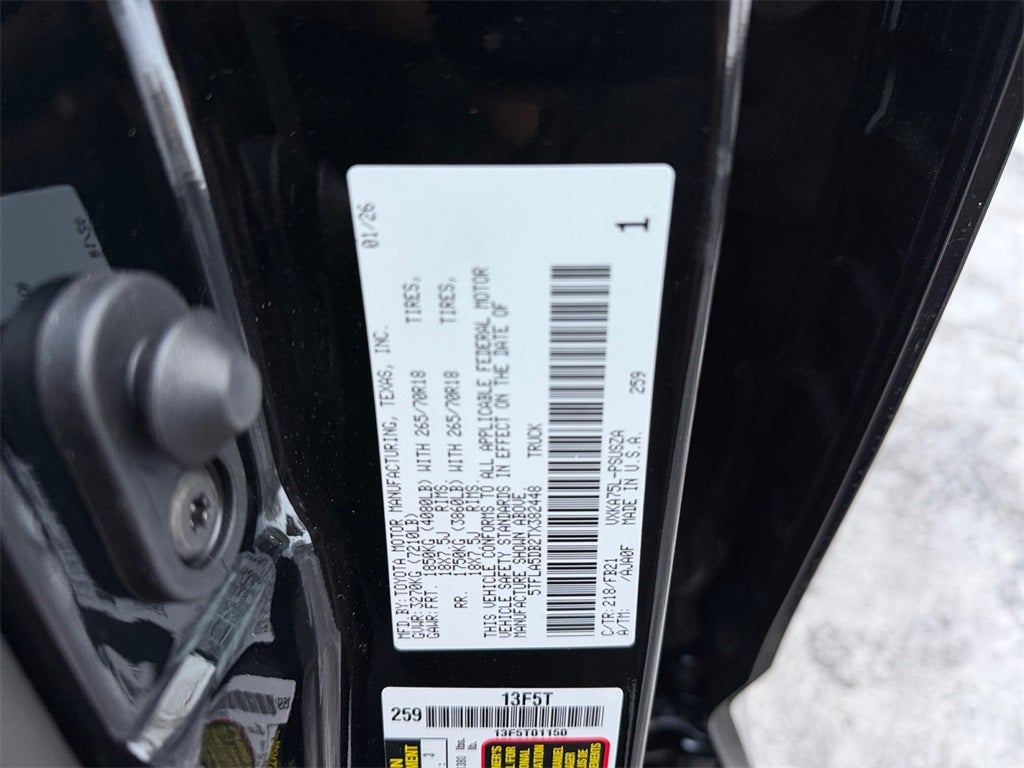 MFD. BY: TOYOTA MOTOR MANUFACTURING, TEXAS, INC. 01/26
GVWR: 3270KG (7210LB)
GAWR: FRT. 1850KG (4080LB) WITH 265/70R18 TIRES,
18X7.5J RIMS,
RR. 1750KG (3860LB) WITH 265/70R18 TIRES,
18X7.5J RIMS
THIS VEHICLE CONFORMS TO ALL APPLICABLE FEDERAL MOTOR
VEHICLE SAFETY STANDARDS IN EFFECT ON THE DATE OF
MANUFACTURE SHOWN ABOVE.
5TFLA5DB2TX382448 TRUCK
C/TR: 218/FB21 VXKA75L-PSUSZA 259 1
A/TM: /AJA0F MADE IN U.S.A.
13F5T
259
13F5T01150